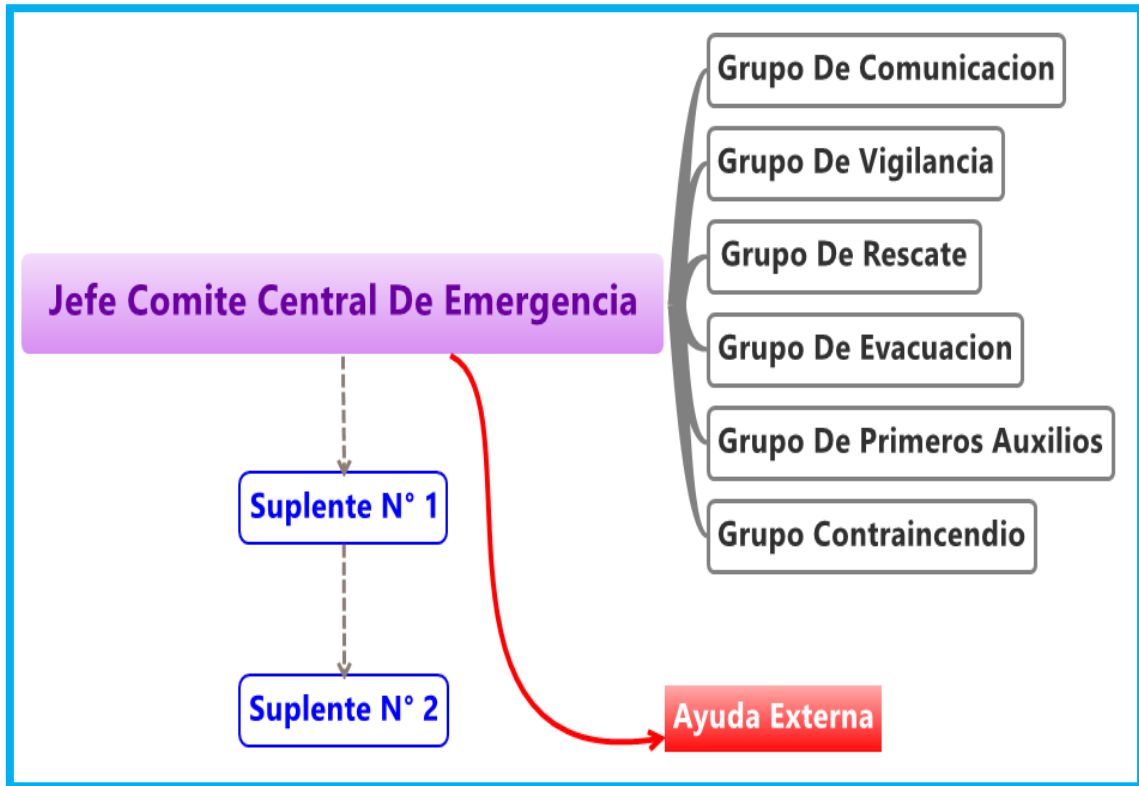 Grupo De Comunicacion
Grupo De Vigilancia
Grupo De Rescate
Jefe Comite Central De Emergencia
Grupo De Evacuacion
Grupo De Primeros Auxilios
Suplente N° 1
Grupo Contraincendio
Suplente N° 2
Ayuda Externa